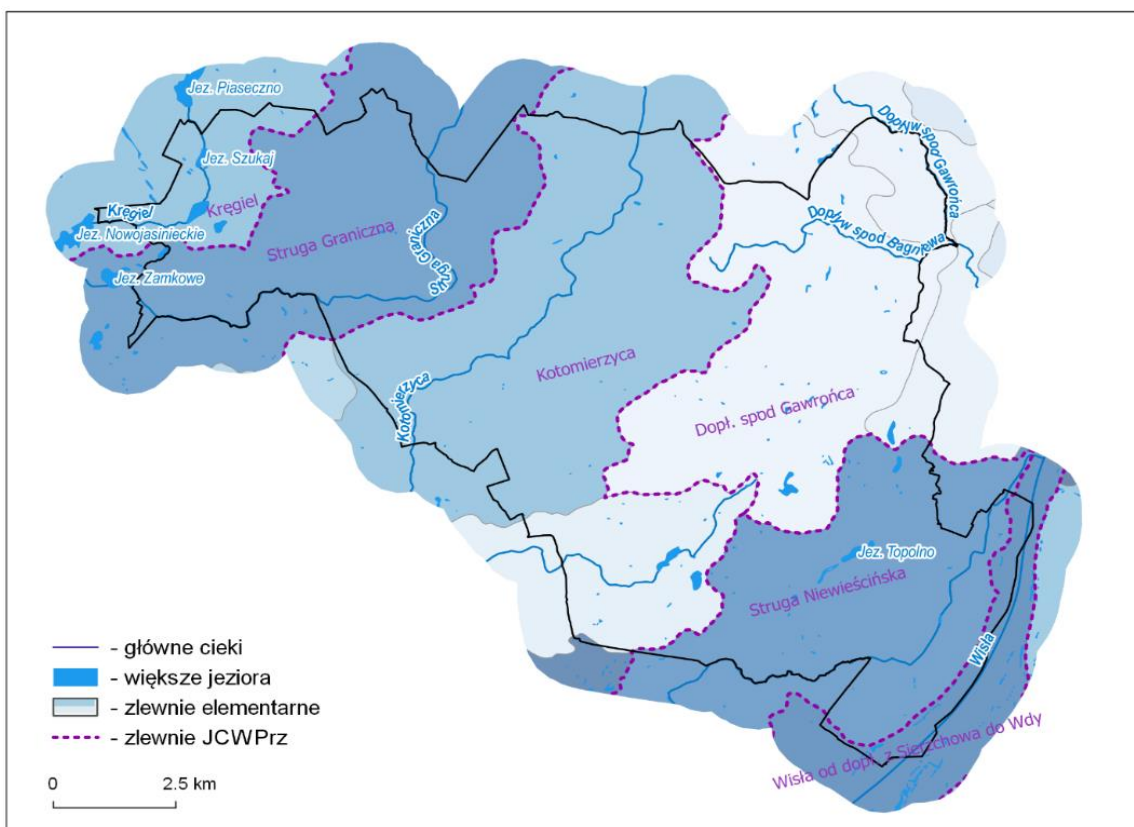 Jez. Piaseczno
Dopływ spod Gawrońca
Jez. Szukaj
Kręgiel
Kręgiel
Jez. Nowojasinieckie
Struga Graniczna
Struga Graniczna
Dopływ spod Bagniewa
Jez. Zamkowe
Kotomierzyca
Kotomierzyca
Dopł. spod Gawrońca
Jez. Topolno
Struga Niewieścińska
Wisła
Wisła od dopł. z Sierzchowa do Wdy
- główne cieki
- większe jeziora
- zlewnie elementarne
- zlewnie JCWPrz
0 2.5 km